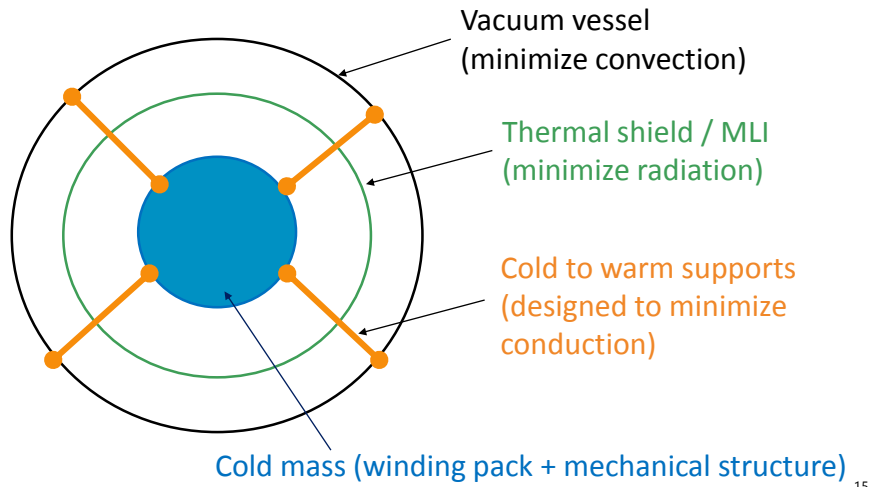 Vacuum vessel
(minimize convection)
Thermal shield / MLI
(minimize radiation)
Cold to warm supports
(designed to minimize
conduction)
Cold mass (winding pack + mechanical structure)
15